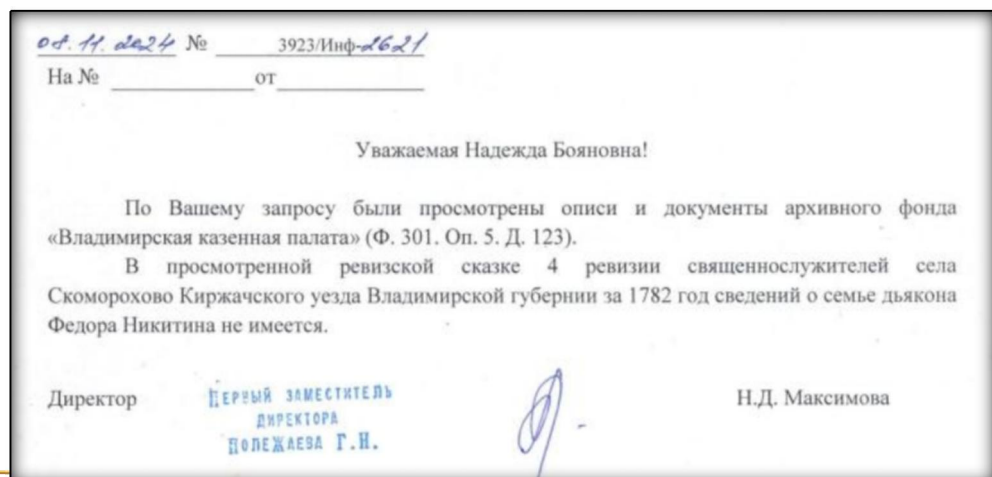 08.11.2024 № 3923/Инф-2621
На № от
Уважаемая Надежда Бояновна!
По Вашему запросу были просмотрены описи и документы архивного фонда
«Владимирская казенная палата» (Ф. 301. Оп. 5. Д. 123).
В просмотренной ревизской сказке 4 ревизии священнослужителей села
Скоморохово Киржачского уезда Владимирской губернии за 1782 год сведений о семье дьякона
Федора Никитина не имеется.
Директор
ПЕРВЫЙ ЗАМЕСТИТЕЛЬ
ДИРЕКТОРА
ПОЛЕЖАЕВА Г.Н.
Н.Д. Максимова